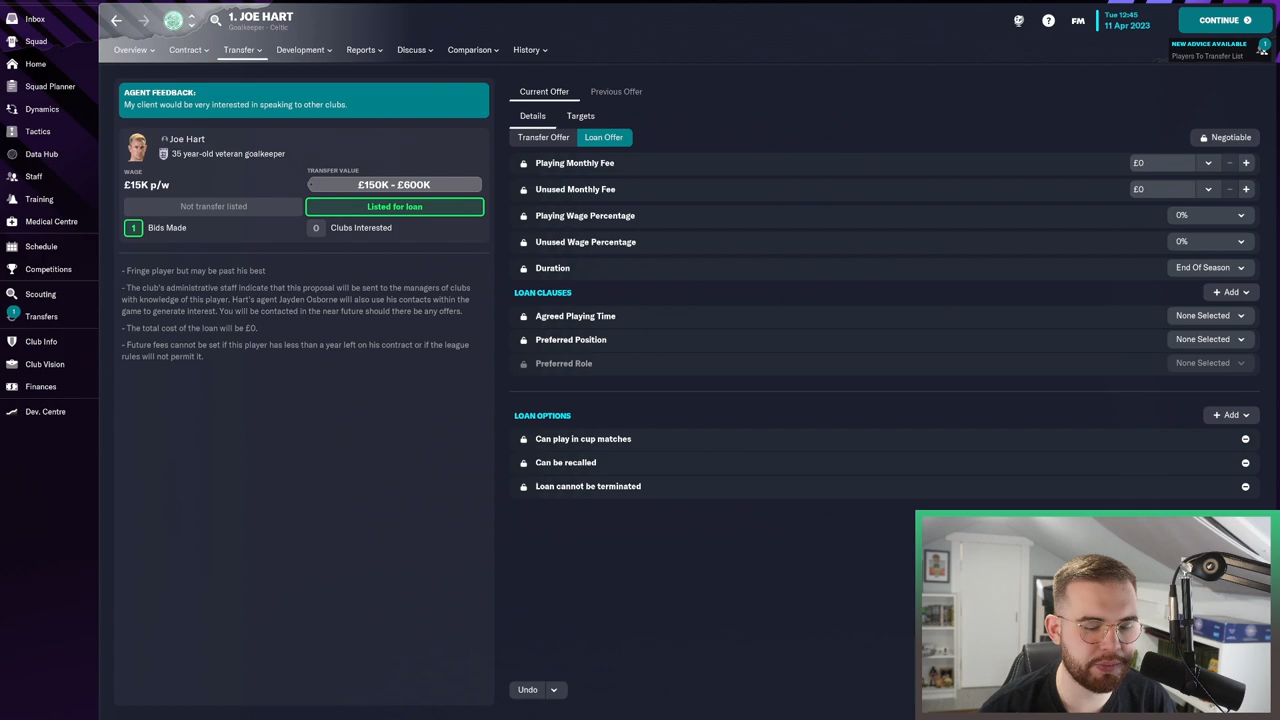 Inbox
Squad
Home
Squad Planner
Dynamics
Tactics
Data Hub
Staff
Training
Medical Centre
Schedule
Competitions
Scouting
1
Transfers
Club Info
Club Vision
Finances
Dev. Centre
1. JOE HART
Goalkeeper - Celtic
?
FM
Tue 12:45
11 Apr 2023
CONTINUE
NEW ADVICE AVAILABLE
1
Players To Transfer List
Overview
Contract
Transfer
Development
Reports
Discuss
Comparison
History
AGENT FEEDBACK:
My client would be very interested in speaking to other clubs.
Joe Hart
35 year-old veteran goalkeeper
WAGE
TRANSFER VALUE
£15K p/w
£150K - £600K
Not transfer listed
Listed for loan
1 Bids Made
0 Clubs Interested
- Fringe player but may be past his best
- The club's administrative staff indicate that this proposal will be sent to the managers of clubs
with knowledge of this player. Hart's agent Jayden Osborne will also use his contacts within the
game to generate interest. You will be contacted in the near future should there be any offers.
- The total cost of the loan will be £0.
- Future fees cannot be set if this player has less than a year left on his contract or if the league
rules will not permit it.
Current Offer
Previous Offer
Details
Targets
Transfer Offer
Loan Offer
Negotiable
Playing Monthly Fee
£0
Unused Monthly Fee
£0
Playing Wage Percentage
0%
Unused Wage Percentage
0%
Duration
End Of Season
LOAN CLAUSES
+ Add
Agreed Playing Time
None Selected
Preferred Position
None Selected
Preferred Role
None Selected
LOAN OPTIONS
+ Add
Can play in cup matches
Can be recalled
Loan cannot be terminated
Undo